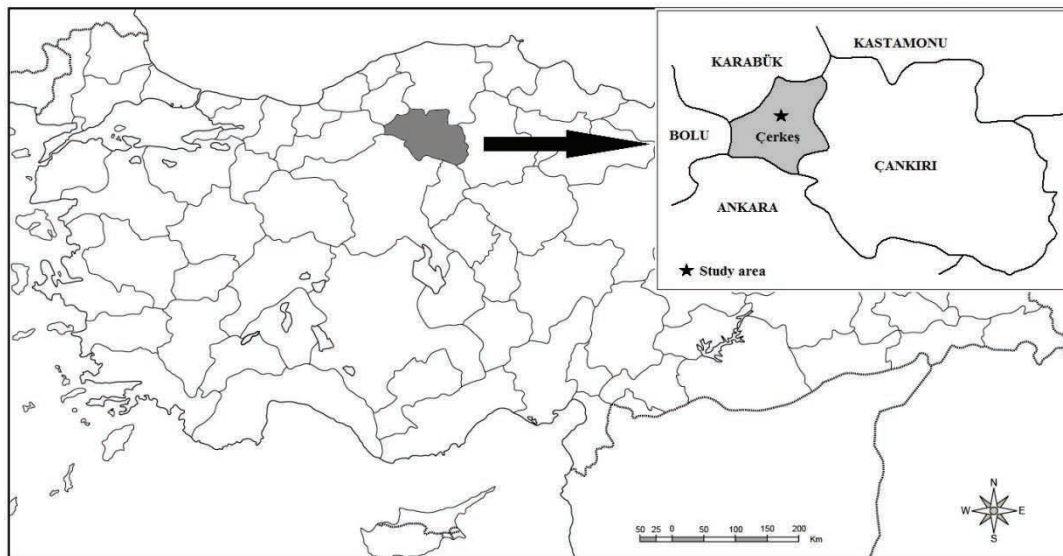 KASTAMONU
KARABÜK
BOLU
Çerkeş
ÇANKIRI
ANKARA
★ Study area
N
W E
S
50 25 0 50 100 150 200
Km